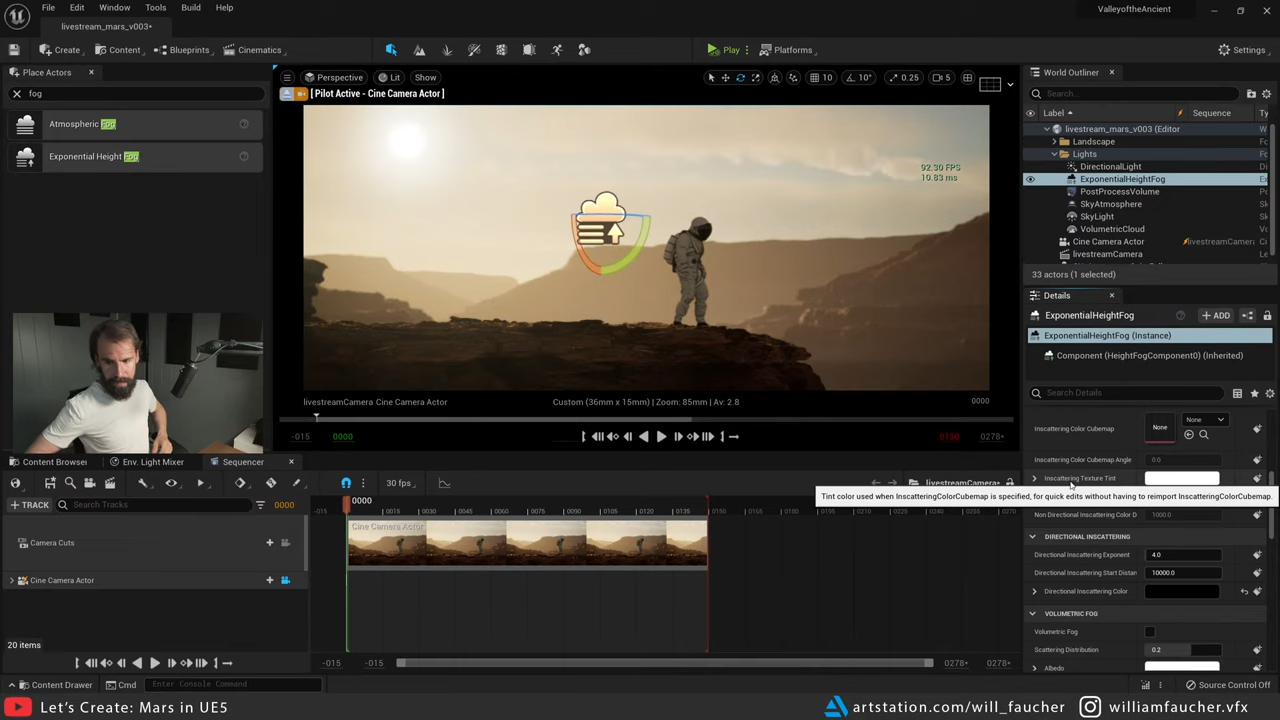 File Window Tools Build Help
ValleyoftheAncient
livestream_mars_v003*
Create Content Blueprints Cinematics Play Platforms Settings
Place Actors
fog
Atmospheric Fog
Exponential Height Fog
Perspective Lit Show 10 10° 0.25 5
[ Pilot Active - Cine Camera Actor ]
92.30 FPS
10.83 ms
livestreamCamera Cine Camera Actor Custom (36mm x 15mm) | Zoom: 85mm | Av: 2.8 0000
-015 0000 0150 0278+
World Outliner
Search...
Label Sequence Ty
livestream_mars_v003 (Editor
Landscape
Lights
DirectionalLight
ExponentialHeightFog
PostProcessVolume
SkyAtmosphere
SkyLight
VolumetricCloud
Cine Camera Actor livestreamCamera
livestreamCamera
33 actors (1 selected)
Details
ExponentialHeightFog + ADD
ExponentialHeightFog (Instance)
Component (HeightFogComponent0) (Inherited)
Search Details
Inscattering Color Cubemap None None
Inscattering Color Cubemap Angle 0.0
Inscattering Texture Tint
Tint color used when InscatteringColorCubemap is specified, for quick edits without having to reimport InscatteringColorCubemap.
Non Directional Inscattering Color D 1000.0
DIRECTIONAL INSCATTERING
Directional Inscattering Exponent 4.0
Directional Inscattering Start Distan 10000.0
Directional Inscattering Color
VOLUMETRIC FOG
Volumetric Fog
Scattering Distribution 0.2
Albedo
Content Browser Env. Light Mixer Sequencer
30 fps livestreamCamera*
+ TRACK Search Tracks 0000
0000
-015 0015 0030 0045 0060 0075 0090 0105 0120 0135 0165 0180 0195 0210 0225 0240 0255 0270
Camera Cuts
Cine Camera Actor
Cine Camera Actor
20 items
-015 -015 0278+ 0278+
Content Drawer Cmd Enter Console Command Source Control Off
Let's Create: Mars in UE5
artstation.com/will_faucher williamfaucher.vfx